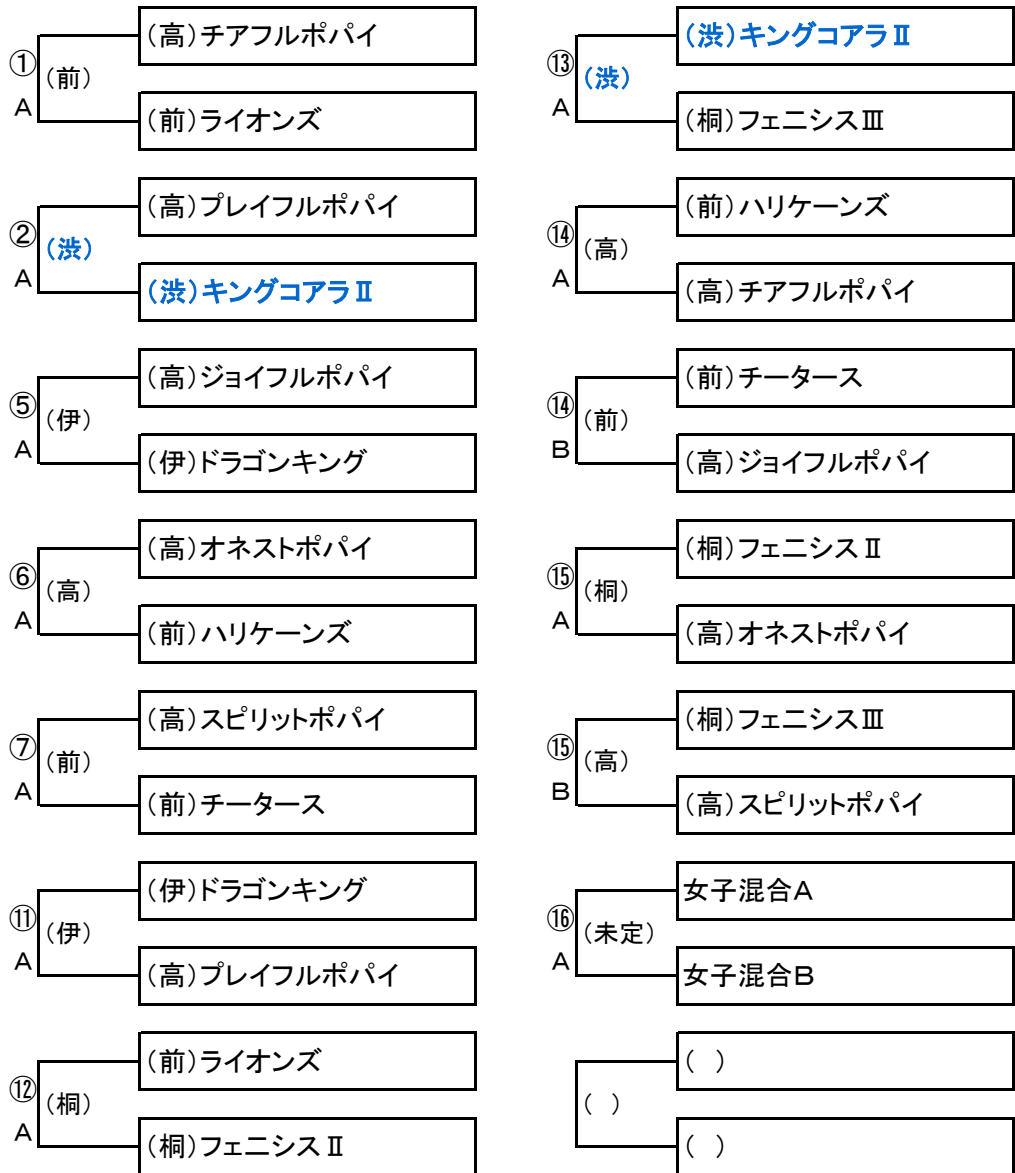 ①
A
(前)
(高)チアフルポパイ
(前)ライオンズ
②
A
(渋)
(高)プレイフルポパイ
(渋)キングコアラⅡ
⑤
A
(伊)
(高)ジョイフルポパイ
(伊)ドラゴンキング
⑥
A
(高)
(高)オネストポパイ
(前)ハリケーンズ
⑦
A
(前)
(高)スピリットポパイ
(前)チータース
⑪
A
(伊)
(伊)ドラゴンキング
(高)プレイフルポパイ
⑫
A
(桐)
(前)ライオンズ
(桐)フェニシスⅡ
⑬
A
(渋)
(渋)キングコアラⅡ
(桐)フェニシスⅢ
⑭
A
(高)
(前)ハリケーンズ
(高)チアフルポパイ
⑭
B
(前)
(前)チータース
(高)ジョイフルポパイ
⑮
A
(桐)
(桐)フェニシスⅡ
(高)オネストポパイ
⑮
B
(高)
(桐)フェニシスⅢ
(高)スピリットポパイ
⑯
A
(未定)
女子混合A
女子混合B
( )
( )
( )